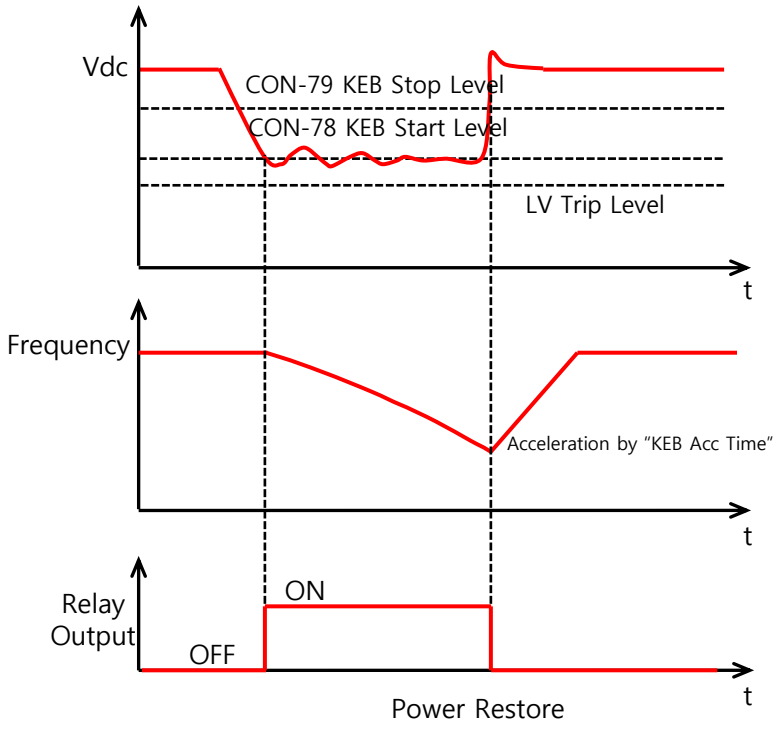 Vdc
CON-79 KEB Stop Level
CON-78 KEB Start Level
LV Trip Level
t
Frequency
Acceleration by "KEB Acc Time"
t
Relay
Output
ON
OFF
t
Power Restore